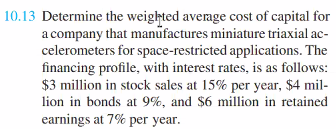 10.13 Determine the weighted average cost of capital for
a company that manufactures miniature triaxial ac-
celerometers for space-restricted applications. The
financing profile, with interest rates, is as follows:
$3 million in stock sales at 15% per year, $4 mil-
lion in bonds at 9%, and $6 million in retained
earnings at 7% per year.